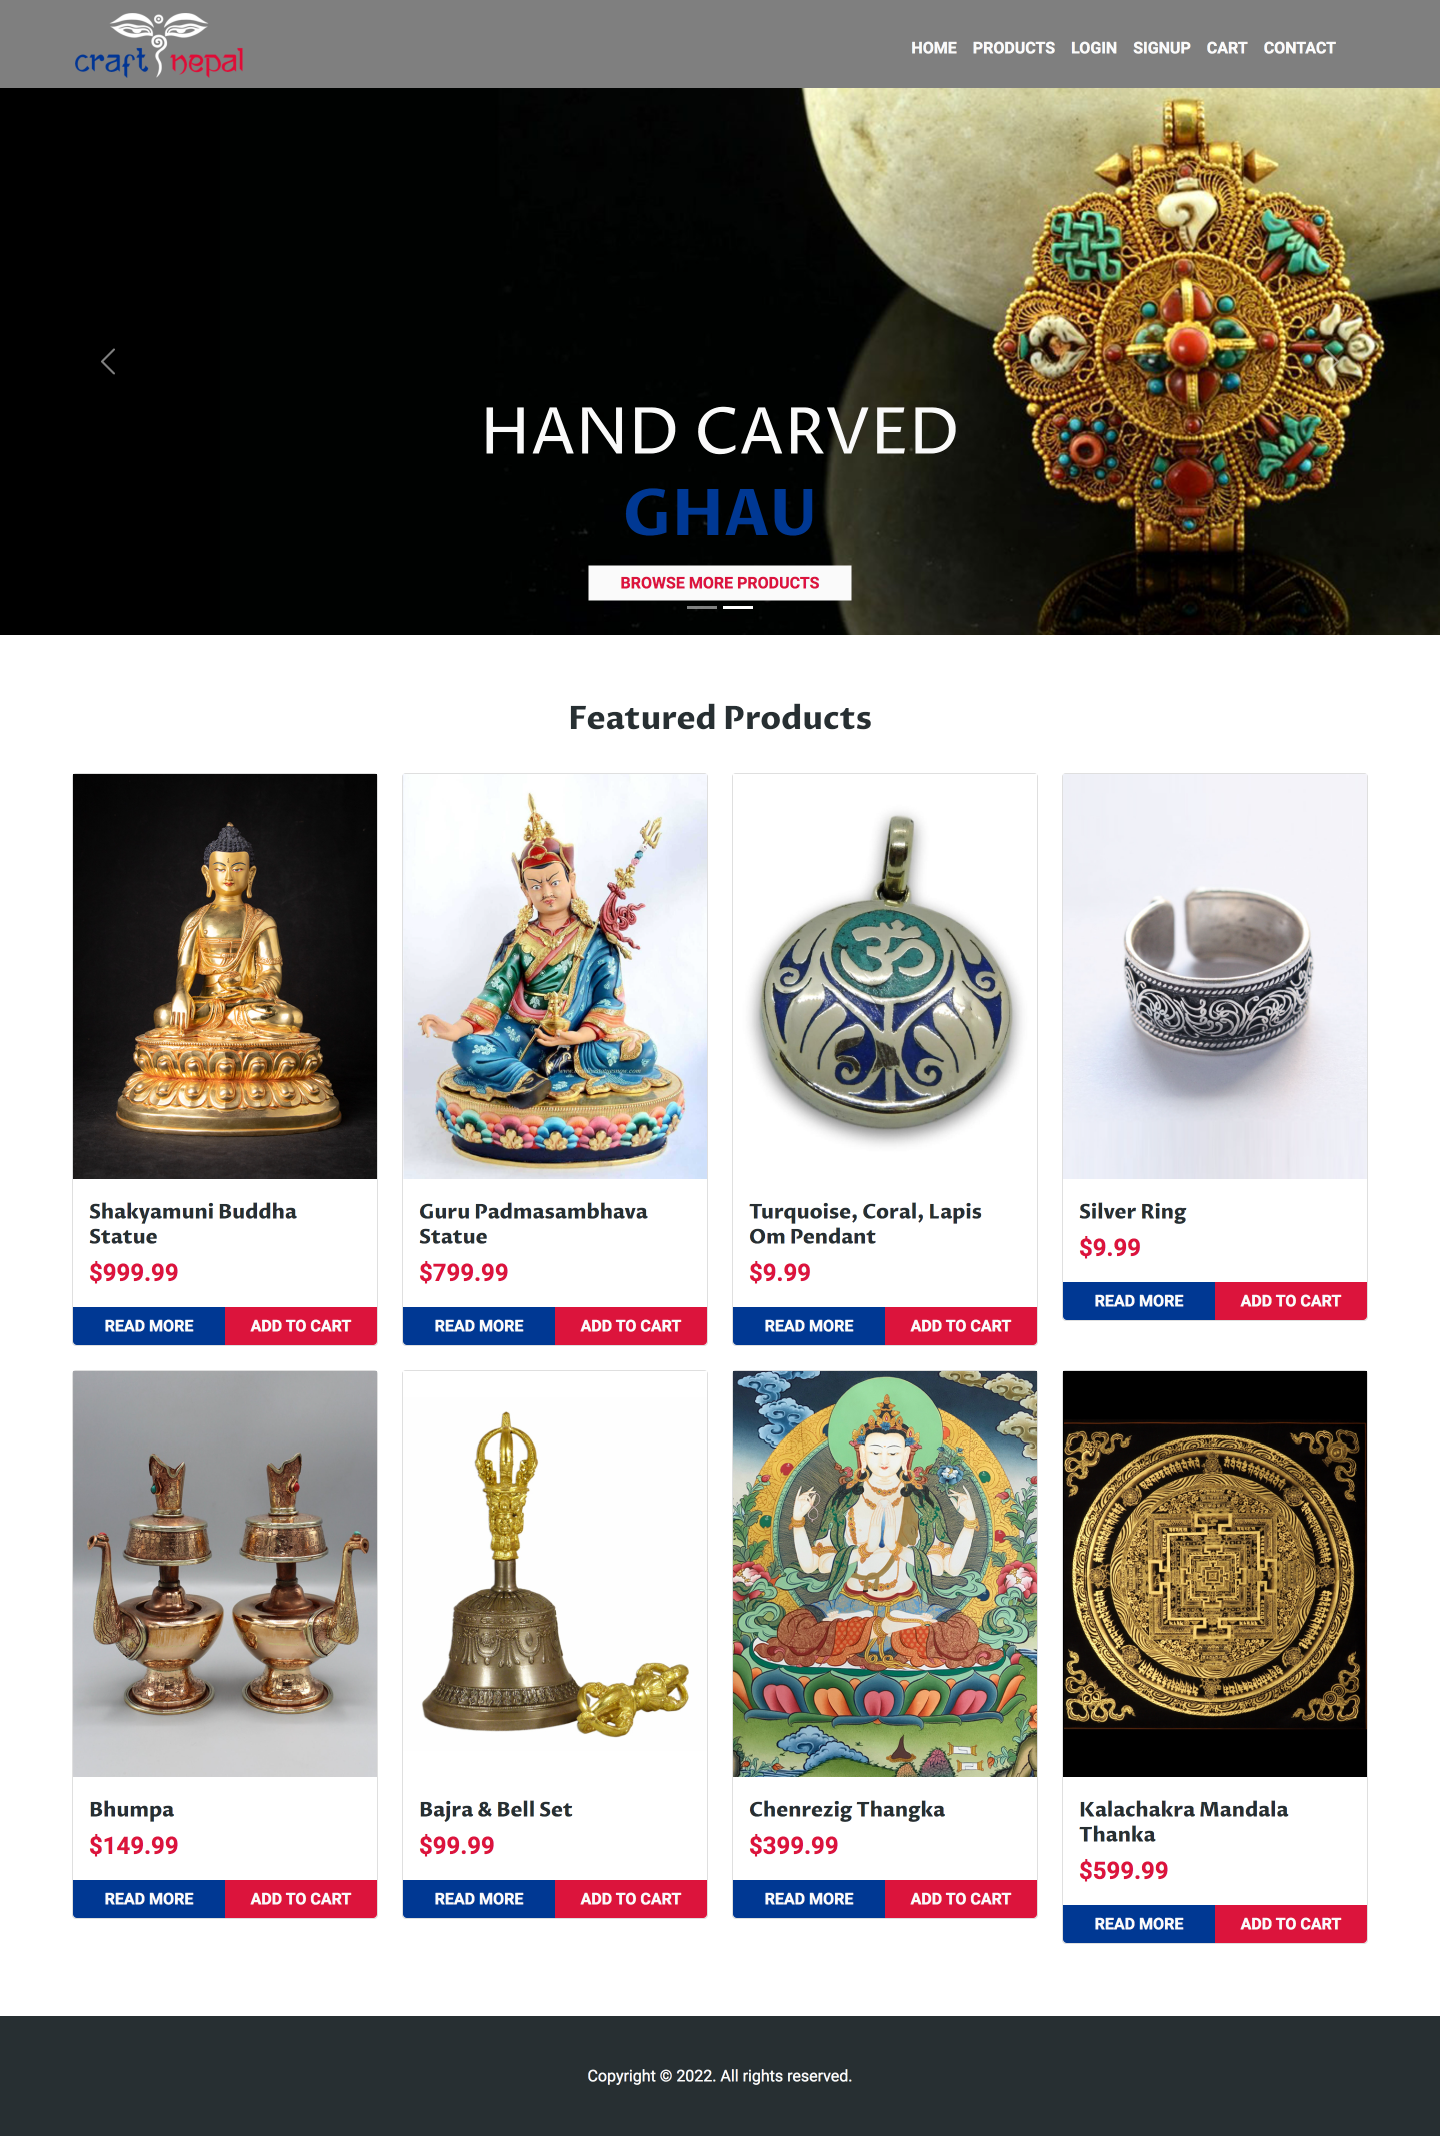 craft nepal
HOME PRODUCTS LOGIN SIGNUP CART CONTACT
HAND CARVED
GHAU
BROWSE MORE PRODUCTS
Featured Products
Shakyamuni Buddha
Statue
$999.99
READ MORE ADD TO CART
Guru Padmasambhava
Statue
$799.99
READ MORE ADD TO CART
Turquoise, Coral, Lapis
Om Pendant
$9.99
READ MORE ADD TO CART
Silver Ring
$9.99
READ MORE ADD TO CART
ॐ
Bhumpa
$149.99
READ MORE ADD TO CART
Bajra & Bell Set
$99.99
READ MORE ADD TO CART
Chenrezig Thangka
$399.99
READ MORE ADD TO CART
Kalachakra Mandala
Thanka
$599.99
READ MORE ADD TO CART
Copyright © 2022. All rights reserved.